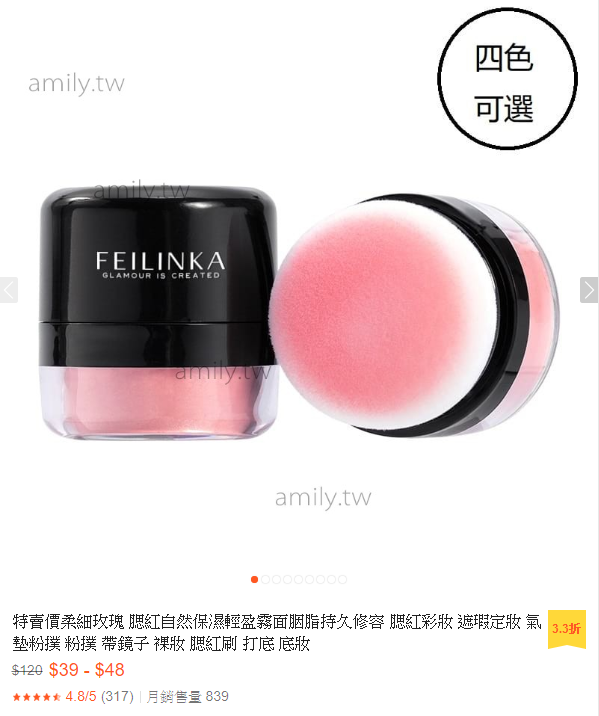 四色
可選
amily.tw
amily.tw
FEILINKA
GLAMOUR IS CREATED
amily.tw
amily.tw
特賣價柔細玫瑰 腮紅自然保濕輕盈霧面胭脂持久修容 腮紅彩妝 遮瑕定妝 氣
墊粉撲 粉撲 帶鏡子 裸妝 腮紅刷 打底 底妝
3.3折
$120 $39 - $48
4.8/5 (317) | 月銷售量 839